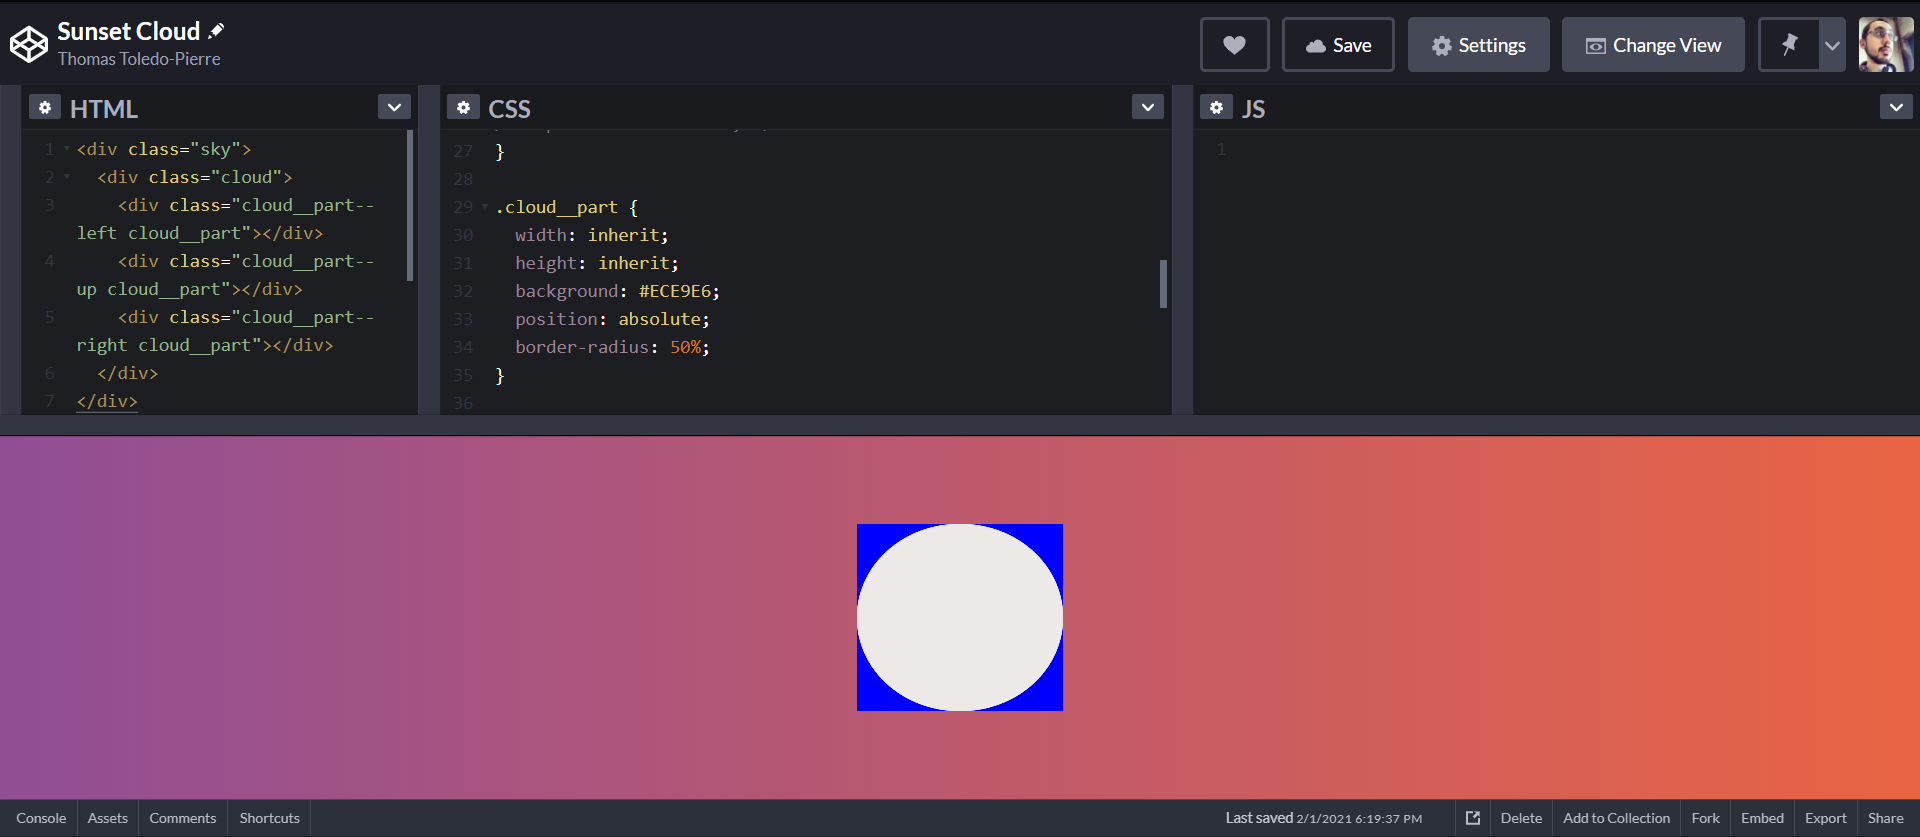 Sunset Cloud
Thomas Toledo-Pierre
Save
Settings
Change View
HTML
1 <div class="sky">
2 <div class="cloud">
3 <div class="cloud__part--
left cloud__part"></div>
4 <div class="cloud__part--
up cloud__part"></div>
5 <div class="cloud__part--
right cloud__part"></div>
6 </div>
7 </div>
CSS
27 }
28
29 .cloud__part {
30 width: inherit;
31 height: inherit;
32 background: #ECE9E6;
33 position: absolute;
34 border-radius: 50%;
35 }
36
JS
1
Console
Assets
Comments
Shortcuts
Last saved 2/1/2021 6:19:37 PM
Delete
Add to Collection
Fork
Embed
Export
Share